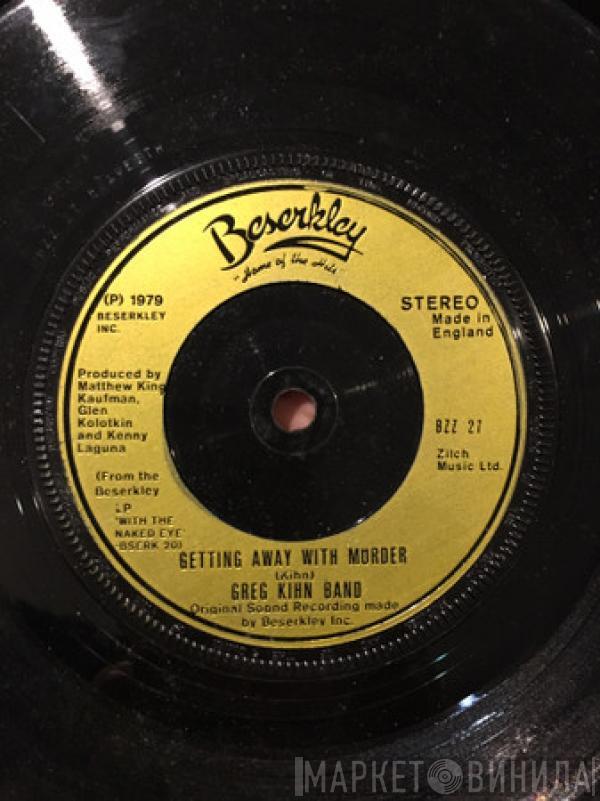 Beserkley
"Home of the Hits"
(P) 1979
BESERKLEY
INC.
STEREO
Made in
England
Produced by
Matthew King
Kaufman,
Glen
Kolotkin
and Kenny
Laguna
BZZ 27
Zilch
Music Ltd.
(From the
Beserkley
LP
'WITH THE
NAKED EYE'
BSERK 20)
GETTING AWAY WITH MURDER
(Kihn)
GREG KIHN BAND
Original Sound Recording made
by Beserkley Inc.
МАРКЕТ ВИНИЛА